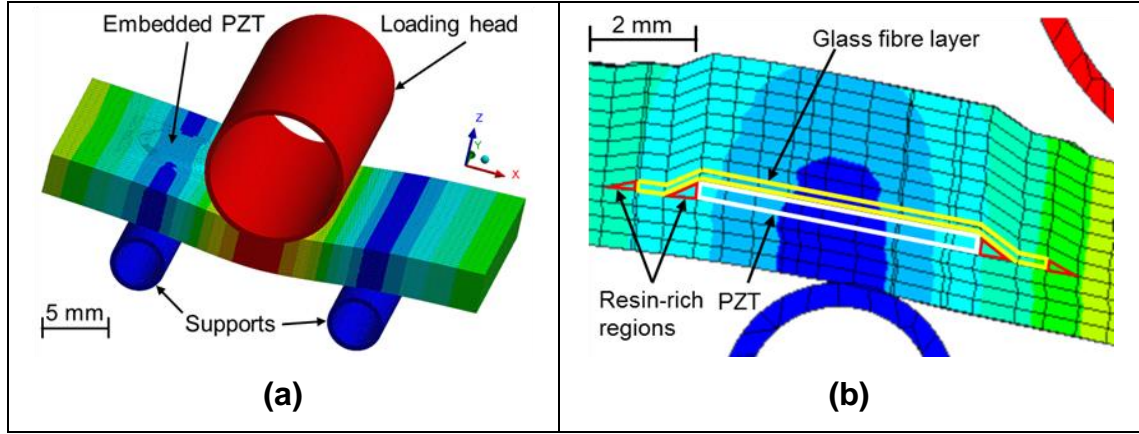 Embedded PZT
Loading head
Z
Y
X
5 mm
Supports
(a)
2 mm
Glass fibre layer
Resin-rich
regions
PZT
(b)